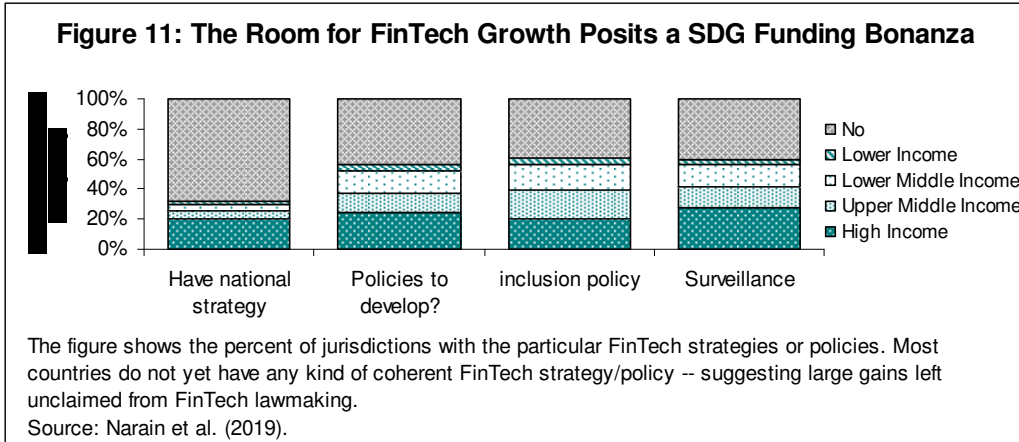 Figure 11: The Room for FinTech Growth Posits a SDG Funding Bonanza
100%
80%
60%
40%
20%
0%
Have national
strategy
Policies to
develop?
inclusion policy
Surveillance
No
Lower Income
Lower Middle Income
Upper Middle Income
High Income
The figure shows the percent of jurisdictions with the particular FinTech strategies or policies. Most
countries do not yet have any kind of coherent FinTech strategy/policy -- suggesting large gains left
unclaimed from FinTech lawmaking.
Source: Narain et al. (2019).